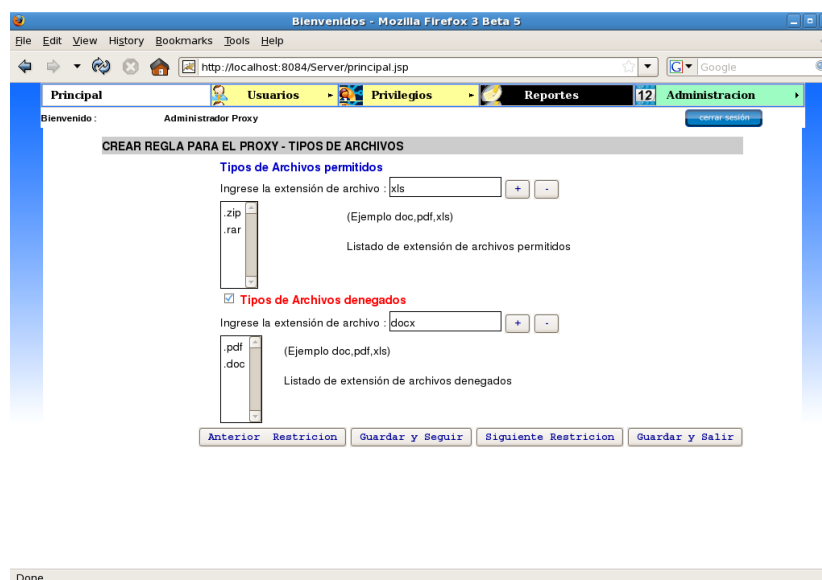 Bienvenidos - Mozilla Firefox 3 Beta 5
File Edit View History Bookmarks Tools Help
http://localhost:8084/Server/principal.jsp
Google
Principal Usuarios Privilegios Reportes 12 Administracion
Bienvenido : Administrador Proxy cerrar sesión
CREAR REGLA PARA EL PROXY - TIPOS DE ARCHIVOS
Tipos de Archivos permitidos
Ingrese la extensión de archivo : xls + -
.zip
(Ejemplo doc,pdf,xls)
.rar
Listado de extensión de archivos permitidos
Tipos de Archivos denegados
Ingrese la extensión de archivo : docx + -
.pdf
(Ejemplo doc,pdf,xls)
.doc
Listado de extensión de archivos denegados
Anterior Restricion Guardar y Seguir Siguiente Restricion Guardar y Salir
Done